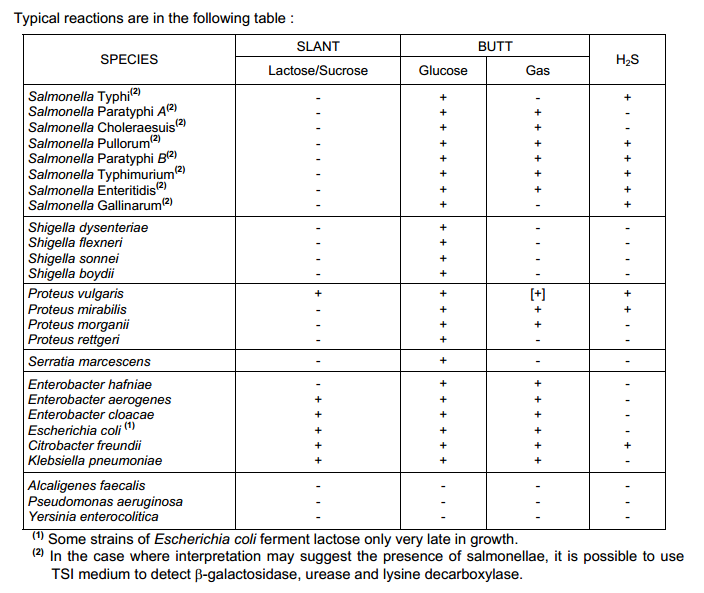 Typical reactions are in the following table :
SPECIES SLANT BUTT H2S
Lactose/Sucrose Glucose Gas
Salmonella Typhi(2) - + - +
Salmonella Paratyphi A(2) - + + -
Salmonella Choleraesuis(2) - + + -
Salmonella Pullorum(2) - + + +
Salmonella Paratyphi B(2) - + + +
Salmonella Typhimurium(2) - + + +
Salmonella Enteritidis(2) - + + +
Salmonella Gallinarum(2) - + - +
Shigella dysenteriae - + - -
Shigella flexneri - + - -
Shigella sonnei - + - -
Shigella boydii - + - -
Proteus vulgaris + + [+] +
Proteus mirabilis - + + +
Proteus morganii - + + -
Proteus rettgeri - + - -
Serratia marcescens - + - -
Enterobacter hafniae - + + -
Enterobacter aerogenes + + + -
Enterobacter cloacae + + + -
Escherichia coli (1) + + + -
Citrobacter freundii + + + +
Klebsiella pneumoniae + + + -
Alcaligenes faecalis - - - -
Pseudomonas aeruginosa - - - -
Yersinia enterocolitica - - - -
(1) Some strains of Escherichia coli ferment lactose only very late in growth.
(2) In the case where interpretation may suggest the presence of salmonellae, it is possible to use
TSI medium to detect β-galactosidase, urease and lysine decarboxylase.